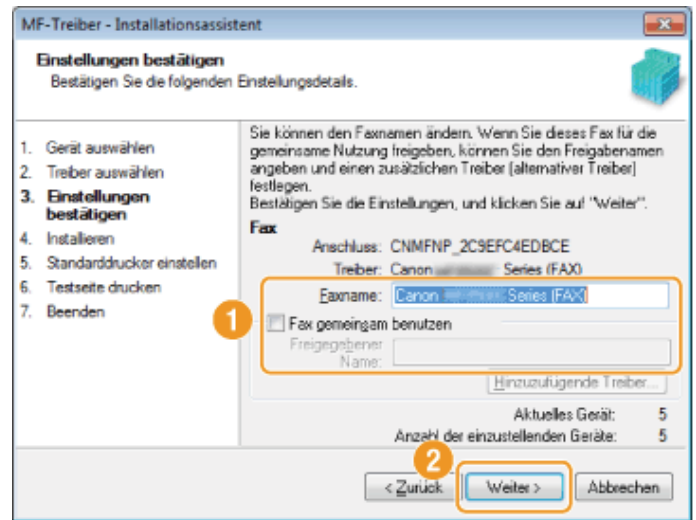 MF-Treiber - Installationsassistent
Einstellungen bestätigen
Bestätigen Sie die folgenden Einstellungsdetails.
1. Gerät auswählen
2. Treiber auswählen
3. Einstellungen
bestätigen
4. Installieren
5. Standarddrucker einstellen
6. Testseite drucken
7. Beenden
Sie können den Faxnamen ändern. Wenn Sie dieses Fax für die
gemeinsame Nutzung freigeben, können Sie den Freigabenamen
angeben und einen zusätzlichen Treiber [alternativer Treiber]
festlegen.
Bestätigen Sie die Einstellungen, und klicken Sie auf "Weiter".
Fax
Anschluss: CNMFNP_2C9EFC4EDBCE
Treiber: Canon Series (FAX)
1
Faxname: Canon Series (FAX)
Fax gemeinsam benutzen
Freigegebener
Name:
Hinzuzufügende Treiber...
Aktuelles Gerät: 5
Anzahl der einzustellenden Geräte: 5
2
< Zurück
Weiter >
Abbrechen